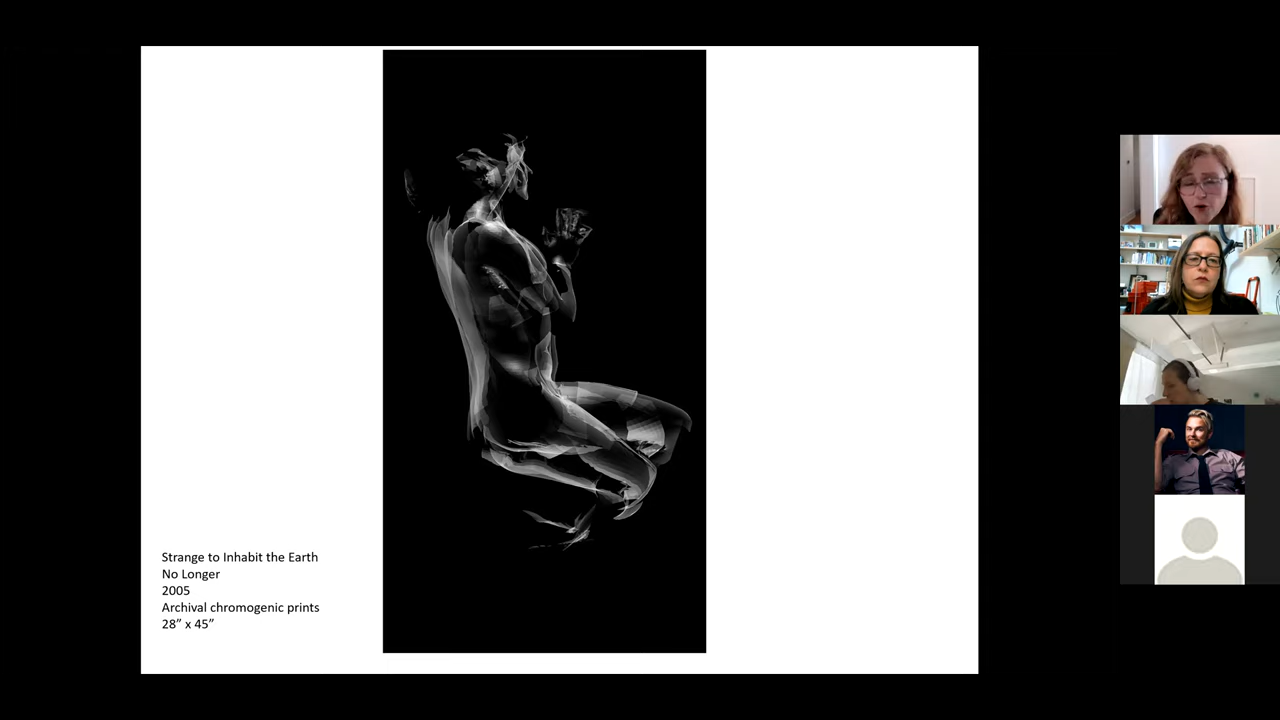 Strange to Inhabit the Earth
No Longer
2005
Archival chromogenic prints
28” x 45”